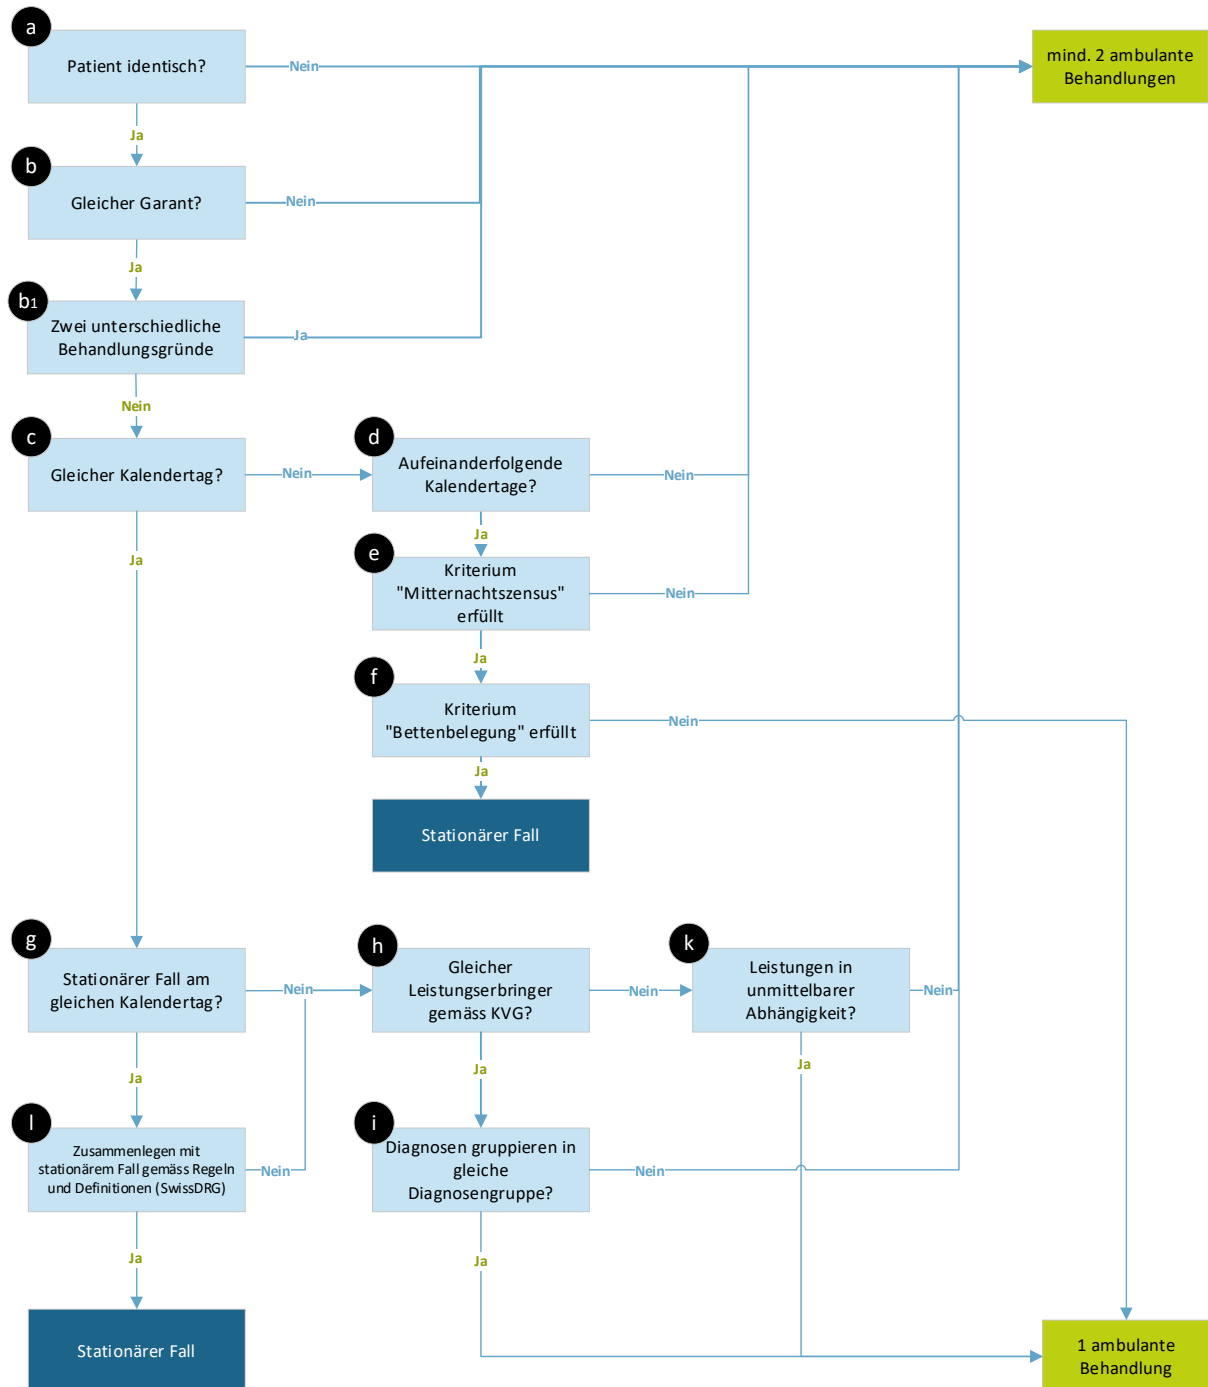 a
Patient identisch?
Nein
mind. 2 ambulante
Behandlungen
Ja
b
Gleicher Garant?
Nein
Ja
b1
Zwei unterschiedliche
Behandlungsgründe
Ja
Nein
c
Gleicher Kalendertag?
Nein
d
Aufeinanderfolgende
Kalendertage?
Nein
Ja
Ja
e
Kriterium
"Mitternachtszensus"
erfüllt
Nein
Ja
f
Kriterium
"Bettenbelegung" erfüllt
Nein
Ja
Stationärer Fall
g
Stationärer Fall am
gleichen Kalendertag?
Nein
h
Gleicher
Leistungserbringer
gemäss KVG?
Nein
k
Leistungen in
unmittelbarer
Abhängigkeit?
Nein
Ja
Ja
Ja
l
Zusammenlegen mit
stationärem Fall gemäss Regeln
und Definitionen (SwissDRG)
Nein
i
Diagnosen gruppieren in
gleiche
Diagnosengruppe?
Nein
Ja
Ja
Stationärer Fall
1 ambulante
Behandlung